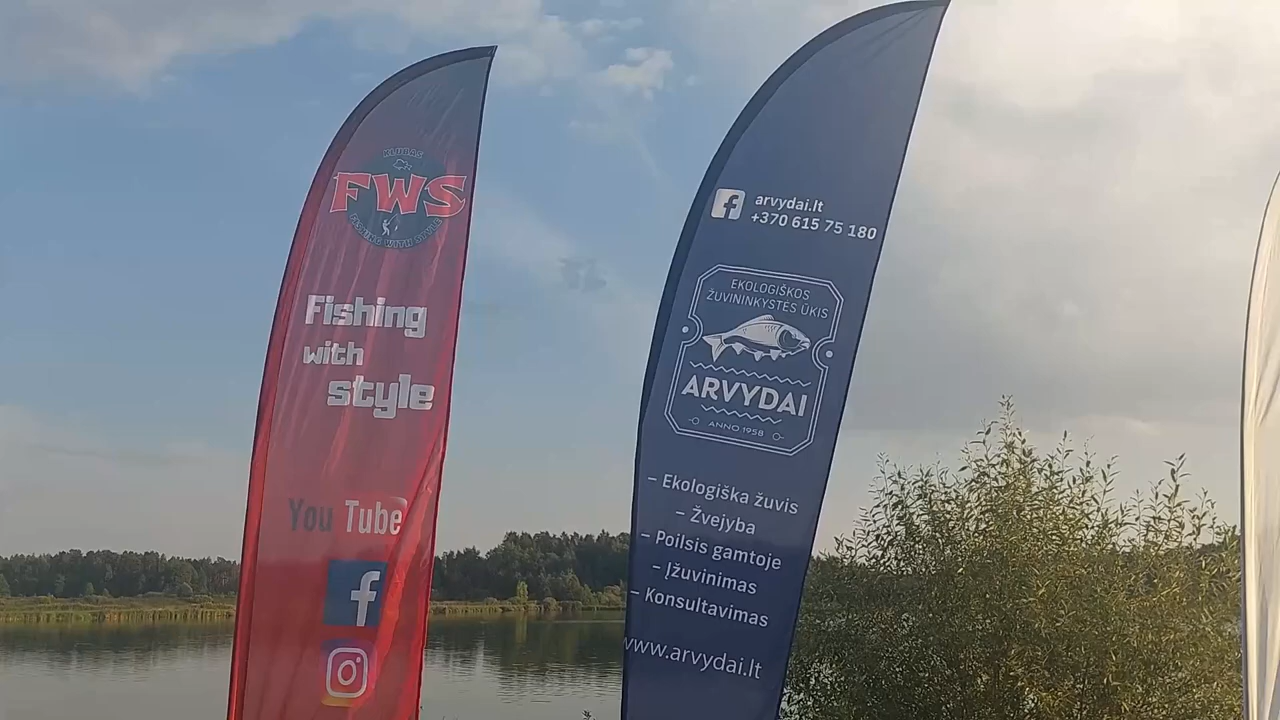 KLUBAS
FWS
FISHING WITH STYLE
Fishing
with
style
You Tube
f
f arvydai.lt
+370 615 75 180
EKOLOGIŠKOS
ŽUVININKYSTĖS ŪKIS
ARVYDAI
ANNO 1958
– Ekologiška žuvis
– Žvejyba
– Poilsis gamtoje
– Įžuvinimas
– Konsultavimas
www.arvydai.lt